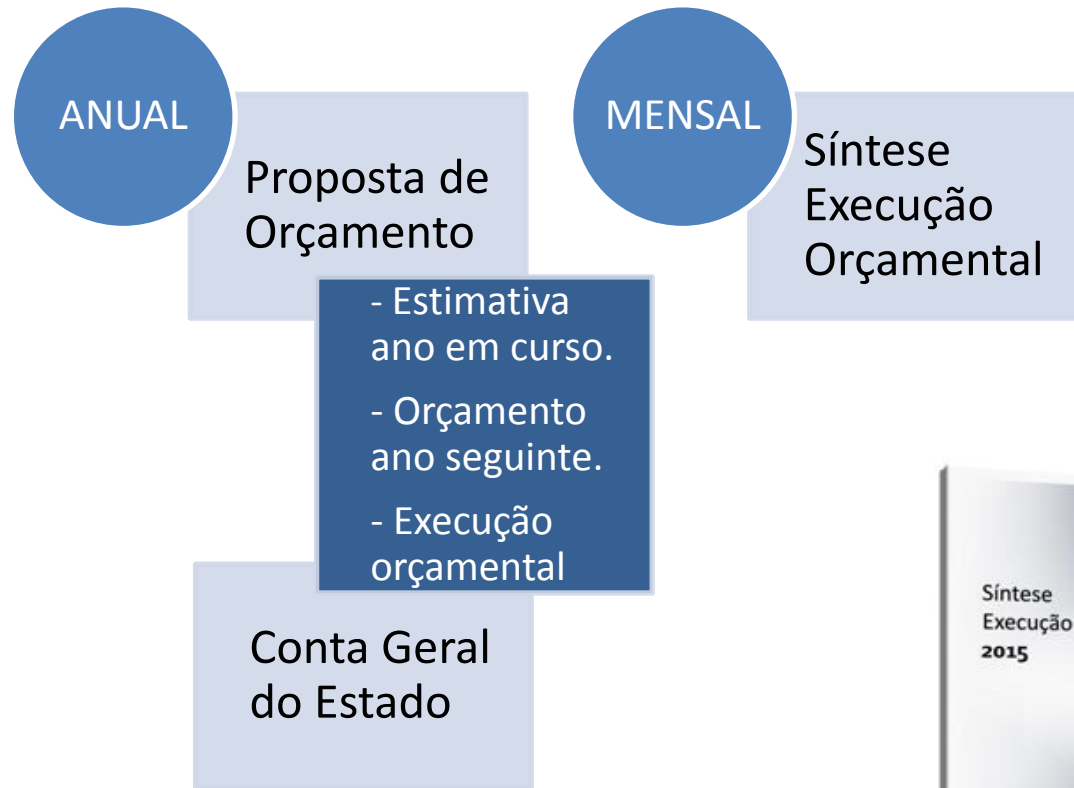 ANUAL
Proposta de
Orçamento
- Estimativa
ano em curso.
- Orçamento
ano seguinte.
- Execução
orçamental
Conta Geral
do Estado
MENSAL
Síntese
Execução
Orçamental
Síntese
Execução
2015